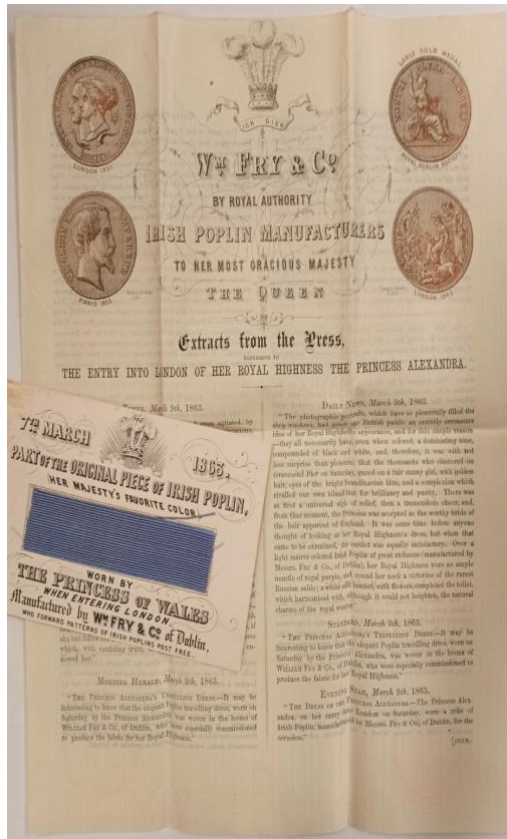 ICH DIEN
LONDON 1851
LARGE GOLD MEDAL
ROYAL DUBLIN SOCIETY
Wm FRY & Co
BY ROYAL AUTHORITY
IRISH POPLIN MANUFACTURERS
TO HER MOST GRACIOUS MAJESTY
THE QUEEN
PARIS 1855
LONDON 1862
Extracts from the Press,
REFERRING TO
THE ENTRY INTO LONDON OF HER ROYAL HIGHNESS THE PRINCESS ALEXANDRA.
March 9th, 1863.
7TH MARCH 1863.
PART OF THE ORIGINAL PIECE OF IRISH POPLIN,
(HER MAJESTY'S FAVORITE COLOR)
WORN BY
THE PRINCESS OF WALES
WHEN ENTERING LONDON.
Manufactured by Wm FRY & Co of Dublin,
WHO FORWARD PATTERNS OF IRISH POPLINS POST FREE.
MORNING HERALD, March 9th, 1863.
"THE PRINCESS ALEXANDRA'S TRAVELLING DRESS.—It may be
interesting to know that the elegant Poplin travelling dress, worn on
Saturday by the Princess Alexandra, was woven in the looms of
WILLIAM FRY & Co., of Dublin, who were especially commissioned
to produce the fabric for her Royal Highness."
DAILY NEWS, March 9th, 1863.
"The photographic portraits, which have so plentifully filled the
shop windows, had given the British public an entirely erroneous
idea of her Royal Highness's appearance, and for this simple reason
—they all necessarily have, even when colored, a dominating tone,
compounded of black and white, and, therefore, it was with not
less surprise than pleasure, that the thousands who clustered on
Gravesend Pier on Saturday, gazed on a fair sunny girl, with golden
hair, eyes of the bright Scandinavian blue, and a complexion which
rivalled our own island tint for brilliancy and purity. There was
at first a universal sigh of relief, then a tremendous cheer, and,
from that moment, the Princess was accepted as the worthy bride of
the heir apparent of England. It was some time before anyone
thought of looking at her Royal Highness's dress, but when that
came to be examined, the verdict was equally satisfactory. Over a
light mauve colored Irish Poplin of great richness (manufactured by
Messrs. Fry & Co., of Dublin), her Royal Highness wore an ample
mantle of royal purple, and round her neck a victorine of the rarest
Russian sable; a white bonnet, with flowers, completed the toilet,
which harmonized with, although it could not heighten, the natural
charms of the royal wearer."
STANDARD, March 9th, 1863.
"THE PRINCESS ALEXANDRA'S TRAVELLING DRESS.—It may be
interesting to know that the elegant Poplin travelling dress, worn on
Saturday by the Princess Alexandra, was woven in the looms of
WILLIAM FRY & Co., of Dublin, who were especially commissioned to
produce the fabric for her Royal Highness."
EVENING STAR, March 9th, 1863.
"THE DRESS OF THE PRINCESS ALEXANDRA.—The Princess Alex-
andra, on her entry into London on Saturday, wore a robe of
Irish Poplin, manufactured by Messrs. FRY & Co., of Dublin, for the
occasion."
[OVER.